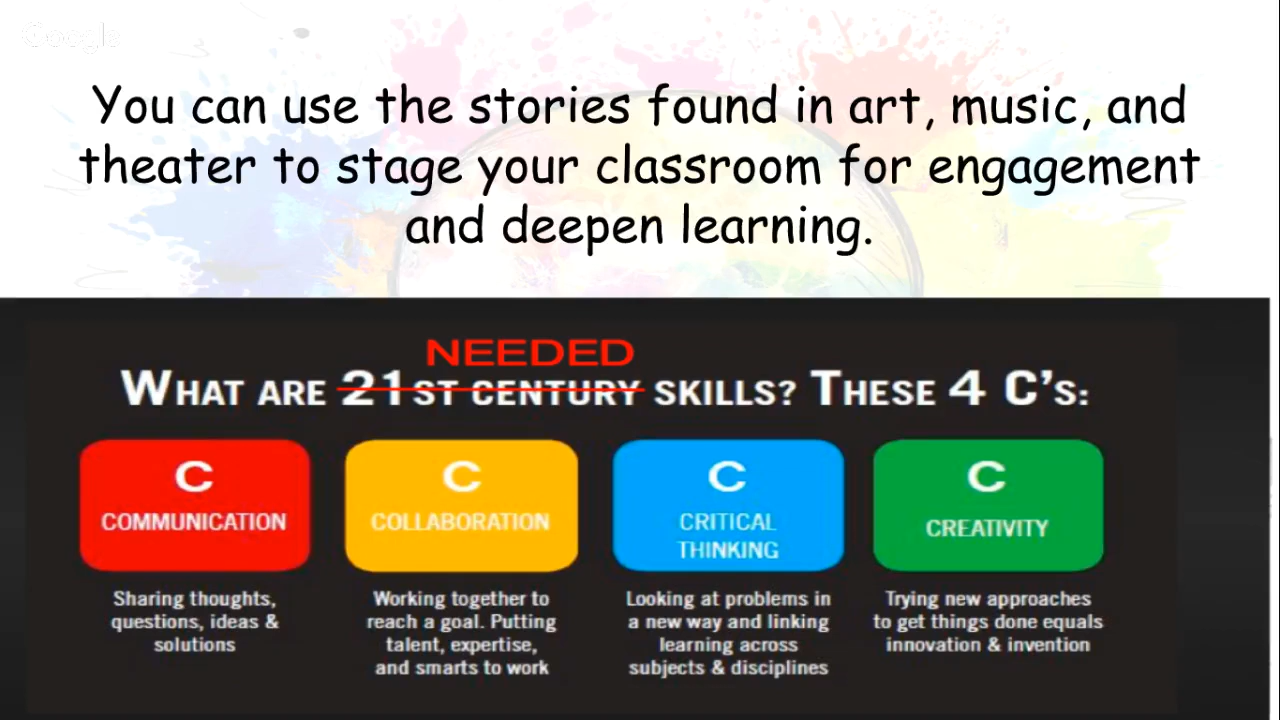 Google
You can use the stories found in art, music, and
theater to stage your classroom for engagement
and deepen learning.
NEEDED
WHAT ARE 21ST CENTURY SKILLS? THESE 4 C'S:
C
COMMUNICATION
Sharing thoughts,
questions, ideas &
solutions
C
COLLABORATION
Working together to
reach a goal. Putting
talent, expertise,
and smarts to work
C
CRITICAL
THINKING
Looking at problems in
a new way and linking
learning across
subjects & disciplines
C
CREATIVITY
Trying new approaches
to get things done equals
innovation & invention